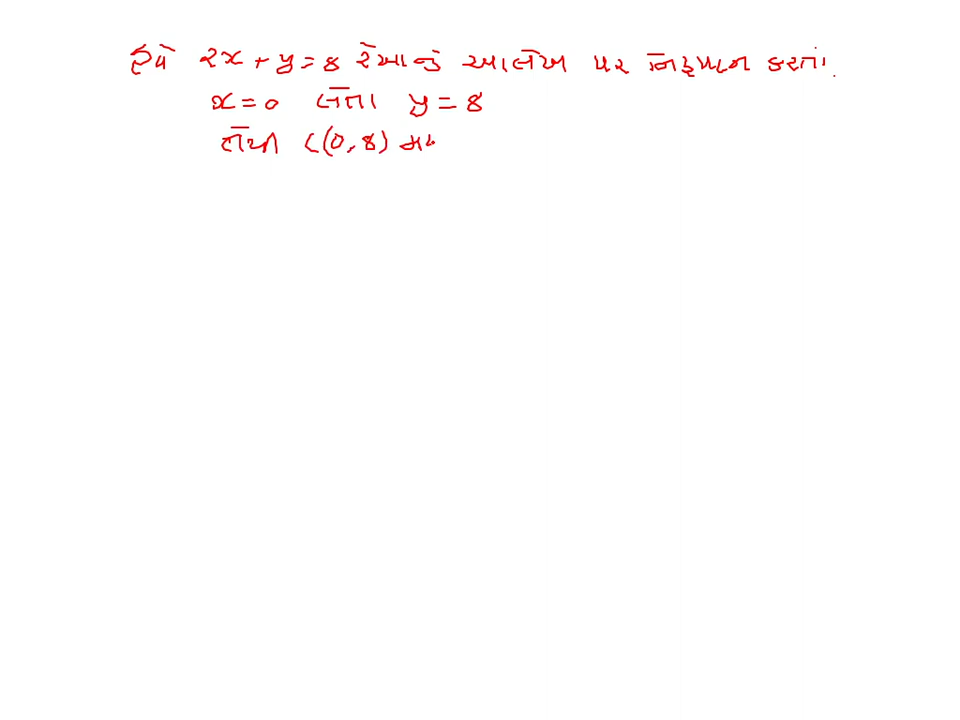 હવે 2x + y = 8 રેખાનું આલેખ પર નિરૂપણ કરતાં.
x = 0 લેતા y = 8
તેથી C(0, 8)